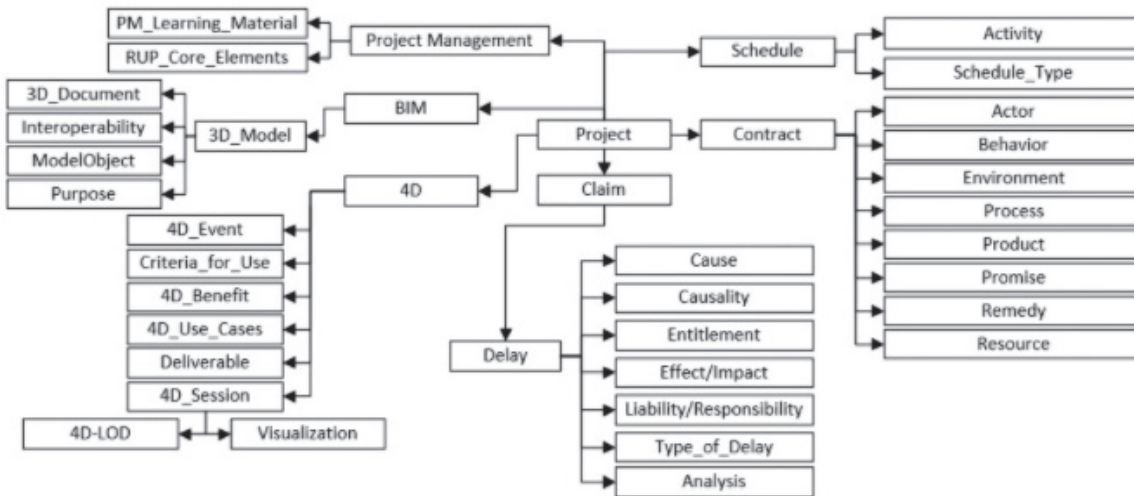 PM_Learning_Material
RUP_Core_Elements
Project Management
3D_Document
Interoperability
ModelObject
Purpose
3D_Model
BIM
4D
4D_Event
Criteria_for_Use
4D_Benefit
4D_Use_Cases
Deliverable
4D_Session
4D-LOD
Visualization
Project
Claim
Delay
Cause
Causality
Entitlement
Effect/Impact
Liability/Responsibility
Type_of_Delay
Analysis
Schedule
Activity
Schedule_Type
Contract
Actor
Behavior
Environment
Process
Product
Promise
Remedy
Resource